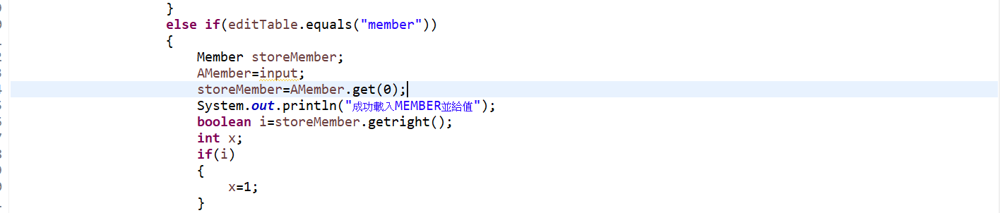 }
else if(editTable.equals("member"))
{
Member storeMember;
AMember=input;
storeMember=AMember.get(0);
System.out.println("成功載入MEMBER並給值");
boolean i=storeMember.getright();
int x;
if(i)
{
x=1;
}